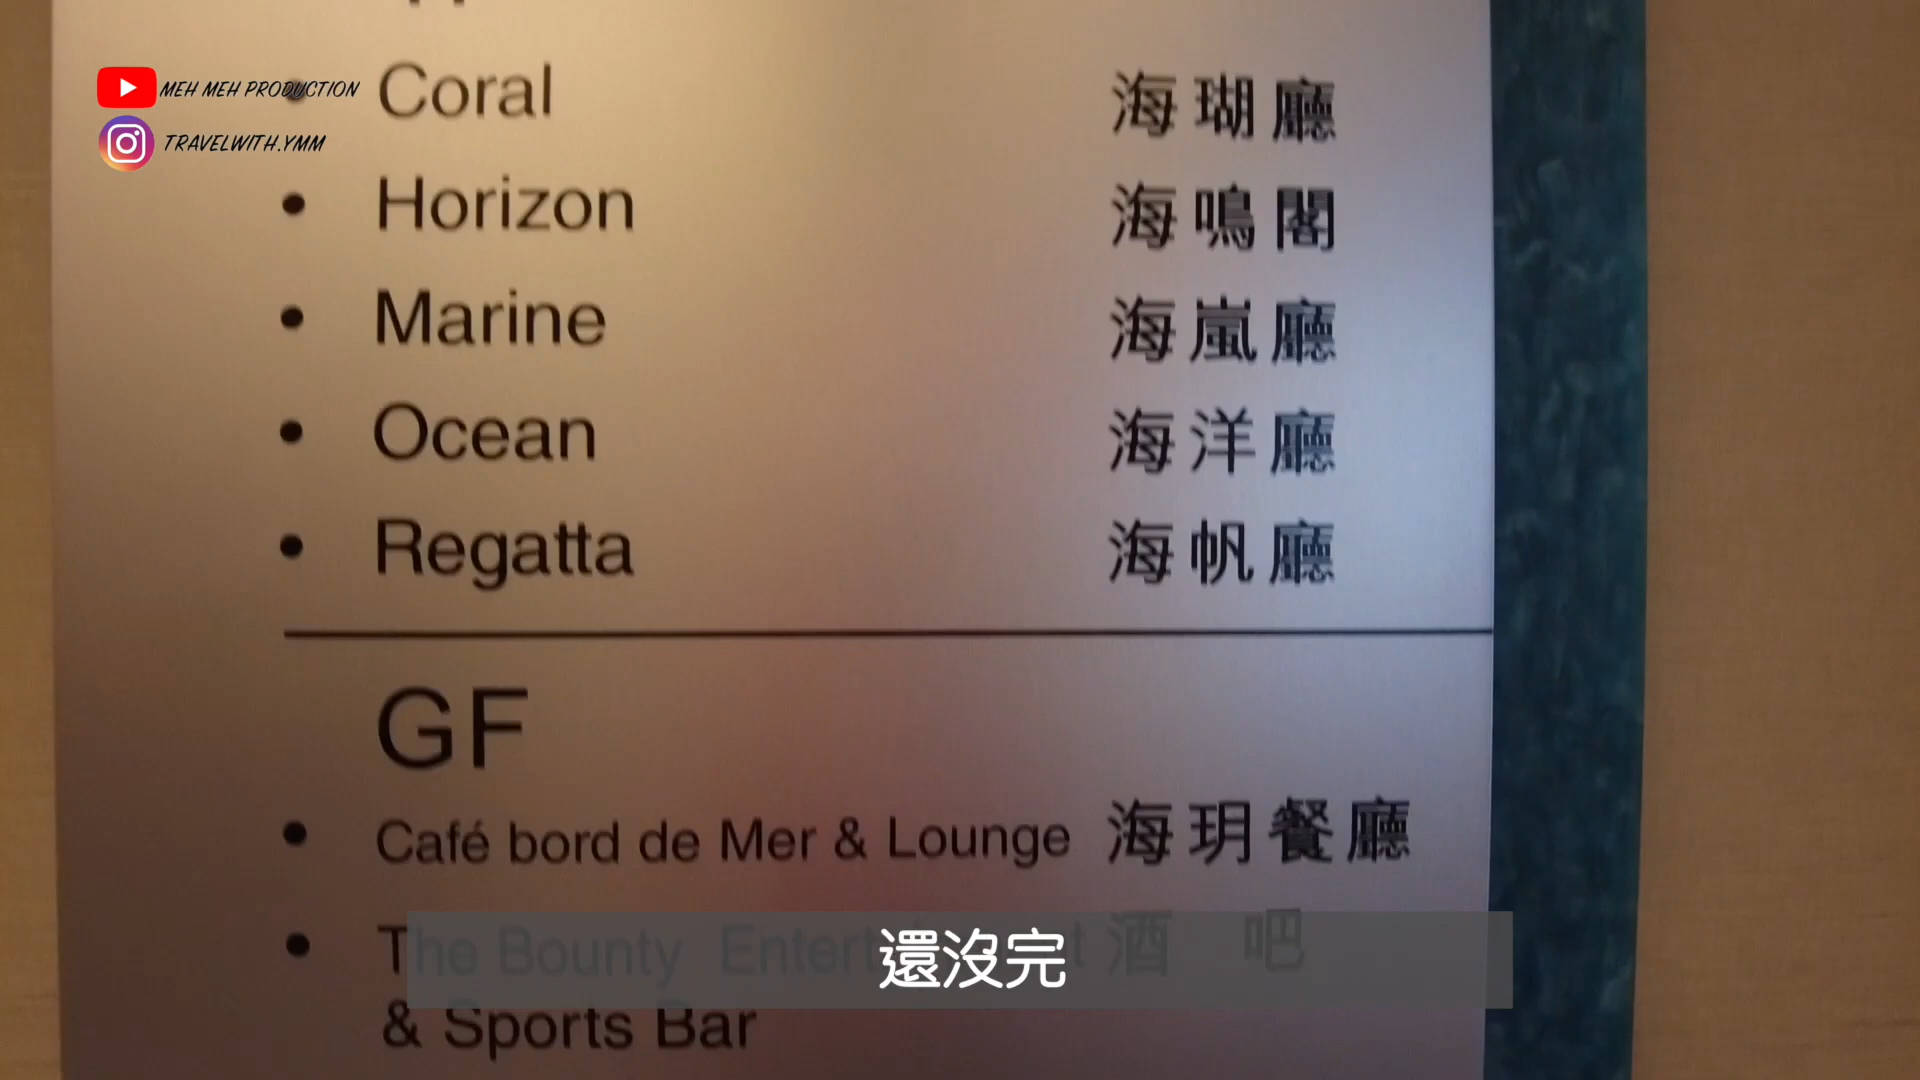 MEH MEH PRODUCTION
TRAVELWITH.YMM
Coral 海瑚廳
Horizon 海鳴閣
Marine 海嵐廳
Ocean 海洋廳
Regatta 海帆廳
GF
Café bord de Mer & Lounge 海玥餐廳
The Bounty 酒吧
& Sports Bar
還沒完